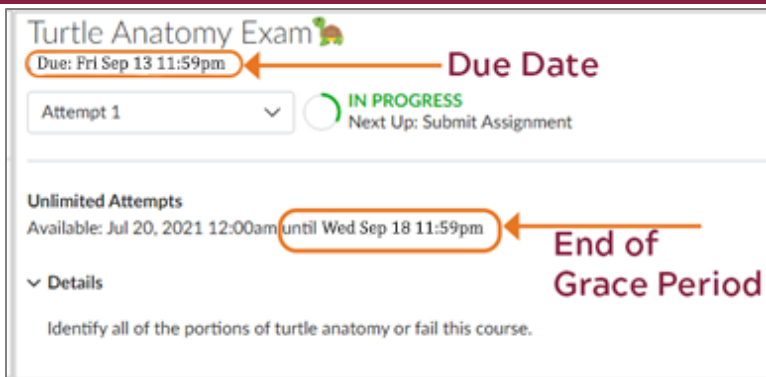 Turtle Anatomy Exam🐢
Due: Fri Sep 13 11:59pm
Due Date
Attempt 1
IN PROGRESS
Next Up: Submit Assignment
Unlimited Attempts
Available: Jul 20, 2021 12:00am until Wed Sep 18 11:59pm
End of
Grace Period
Details
Identify all of the portions of turtle anatomy or fail this course.